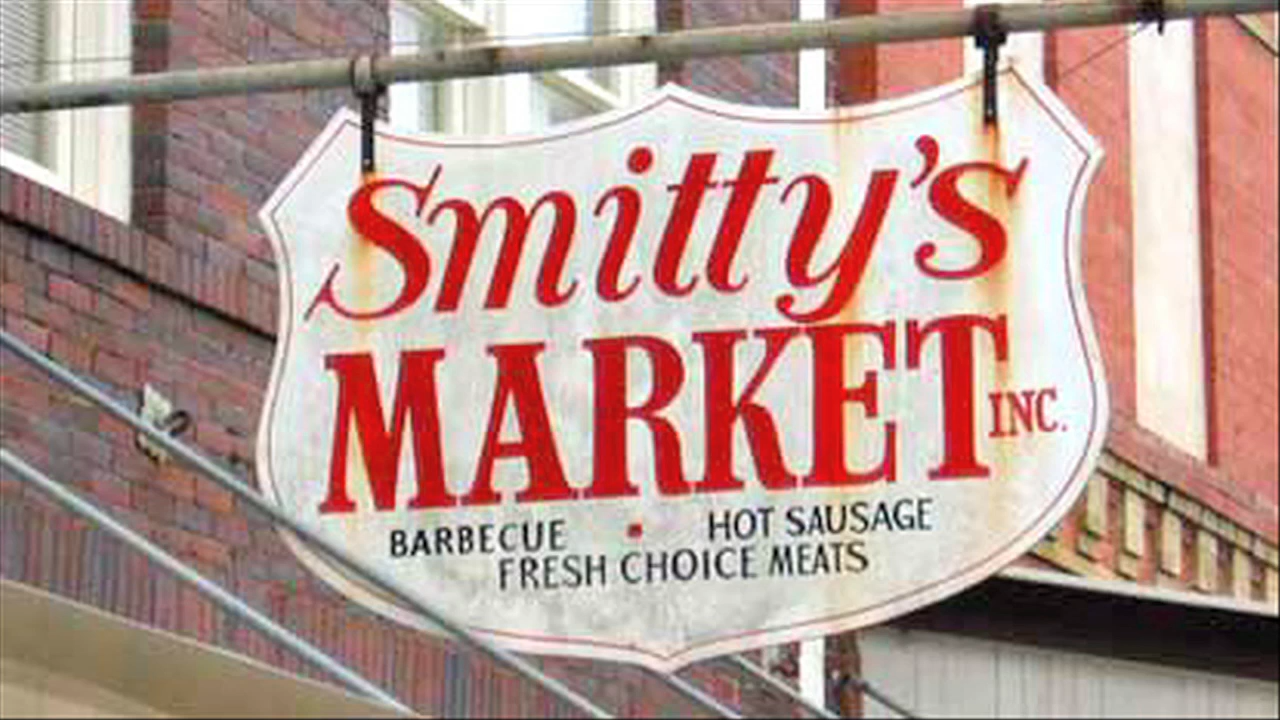 Smitty's
MARKET INC.
BARBECUE • HOT SAUSAGE
FRESH CHOICE MEATS